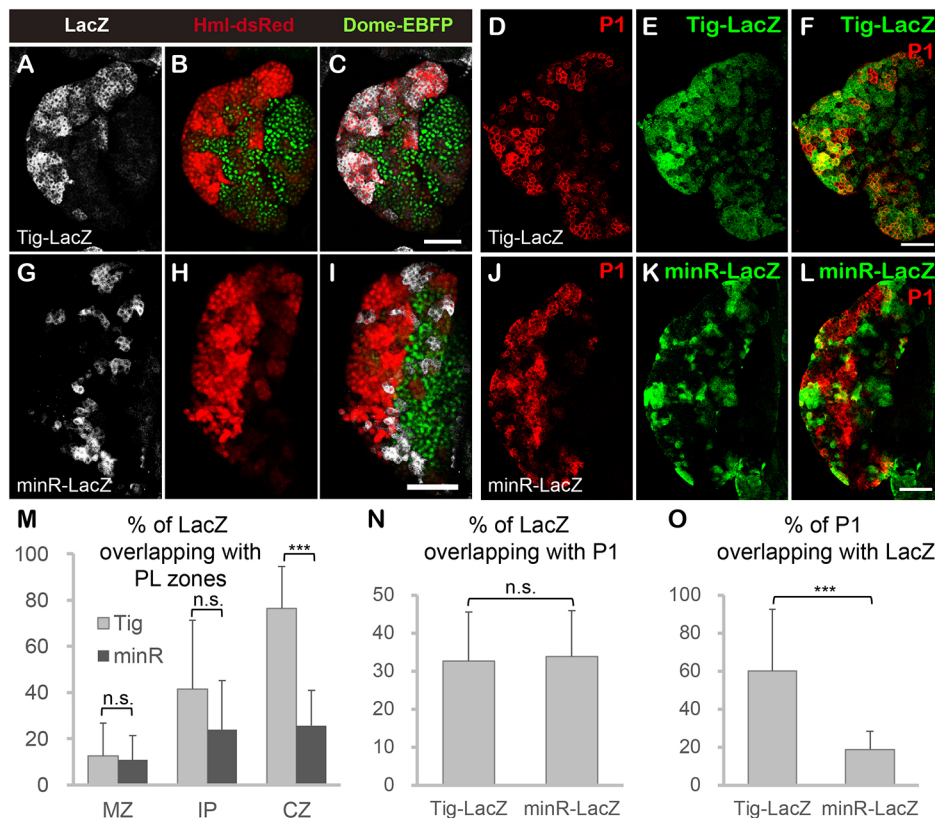 LacZ Hml-dsRed Dome-EBFP
A B C
Tig-LacZ
D P1 E Tig-LacZ F Tig-LacZ
P1
Tig-LacZ
G H I
minR-LacZ
J P1 K minR-LacZ L minR-LacZ
P1
minR-LacZ
M
% of LacZ
overlapping with
PL zones
100
80
60
40
20
0
Tig
minR
n.s.
n.s.
***
MZ IP CZ
N
% of LacZ
overlapping with P1
50
40
30
20
10
0
n.s.
Tig-LacZ minR-LacZ
O
% of P1
overlapping with LacZ
100
80
60
40
20
0
***
Tig-LacZ minR-LacZ